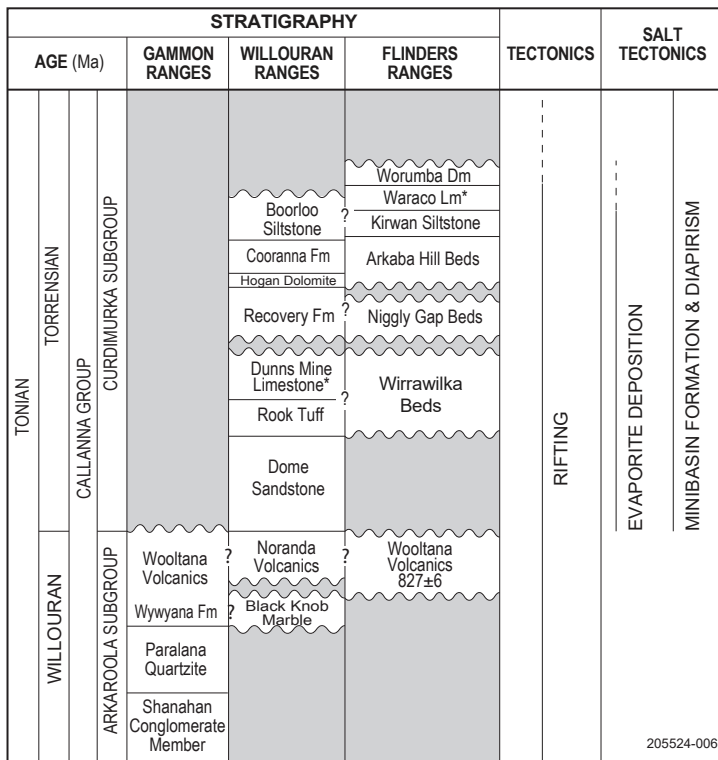 STRATIGRAPHY
AGE (Ma)
GAMMON
RANGES
WILLOURAN
RANGES
FLINDERS
RANGES
TECTONICS
SALT
TECTONICS
TONIAN
TORRENSIAN
WILLOURAN
CALLANNA GROUP
CURDIMURKA SUBGROUP
ARKAROOLA SUBGROUP
Wooltana
Volcanics
Wywyana Fm
Paralana
Quartzite
Shanahan
Conglomerate
Member
?
?
Boorloo
Siltstone
Cooranna Fm
Hogan Dolomite
Recovery Fm
Dunns Mine
Limestone*
Rook Tuff
Dome
Sandstone
Noranda
Volcanics
Black Knob
Marble
?
?
?
?
Worumba Dm
Waraco Lm*
Kirwan Siltstone
Arkaba Hill Beds
Niggly Gap Beds
Wirrawilka
Beds
Wooltana
Volcanics
827±6
RIFTING
EVAPORITE DEPOSITION
MINIBASIN FORMATION & DIAPIRISM
205524-006